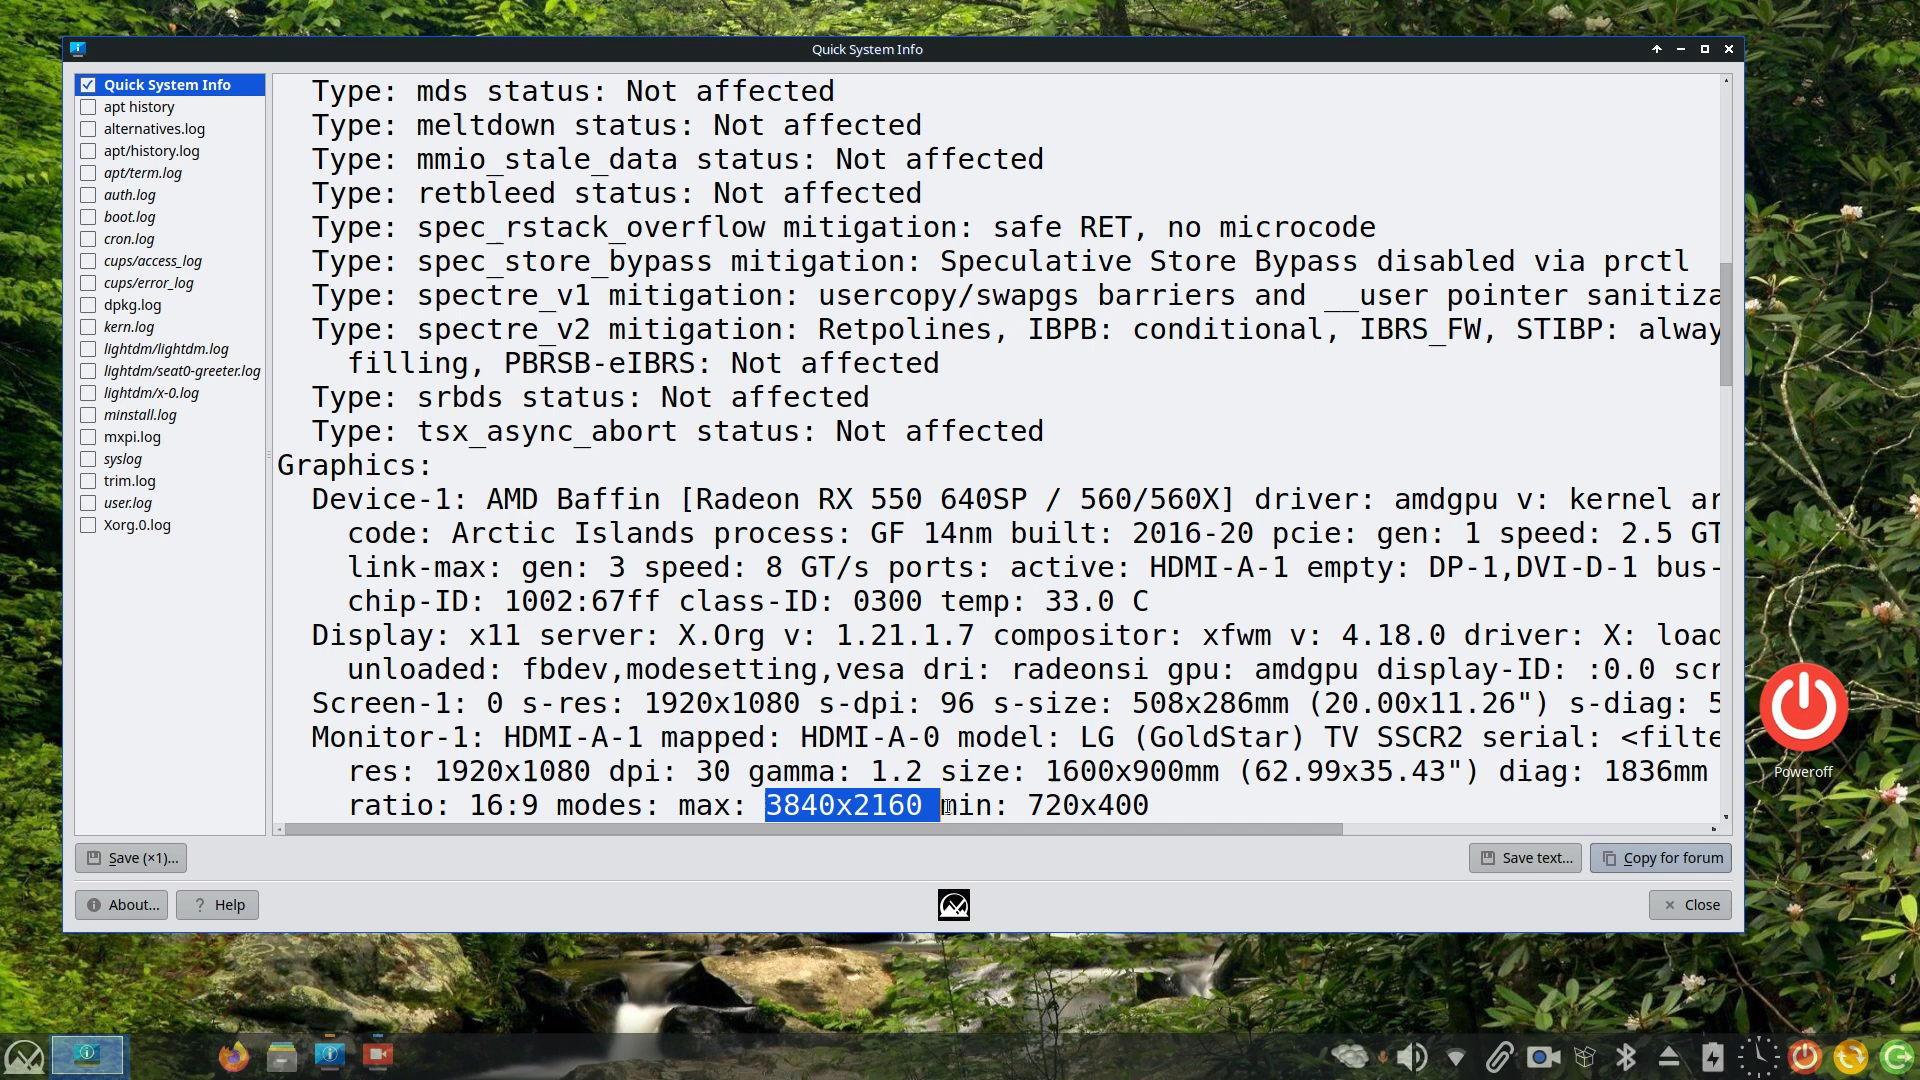 Quick System Info
Quick System Info
apt history
alternatives.log
apt/history.log
apt/term.log
auth.log
boot.log
cron.log
cups/access_log
cups/error_log
dpkg.log
kern.log
lightdm/lightdm.log
lightdm/seat0-greeter.log
lightdm/x-0.log
minstall.log
mxpi.log
syslog
trim.log
user.log
Xorg.0.log
Type: mds status: Not affected
Type: meltdown status: Not affected
Type: mmio_stale_data status: Not affected
Type: retbleed status: Not affected
Type: spec_rstack_overflow mitigation: safe RET, no microcode
Type: spec_store_bypass mitigation: Speculative Store Bypass disabled via prctl
Type: spectre_v1 mitigation: usercopy/swapgs barriers and __user pointer sanitiza
Type: spectre_v2 mitigation: Retpolines, IBPB: conditional, IBRS_FW, STIBP: alway
filling, PBRSB-eIBRS: Not affected
Type: srbds status: Not affected
Type: tsx_async_abort status: Not affected
Graphics:
Device-1: AMD Baffin [Radeon RX 550 640SP / 560/560X] driver: amdgpu v: kernel ar
code: Arctic Islands process: GF 14nm built: 2016-20 pcie: gen: 1 speed: 2.5 GT
link-max: gen: 3 speed: 8 GT/s ports: active: HDMI-A-1 empty: DP-1,DVI-D-1 bus-
chip-ID: 1002:67ff class-ID: 0300 temp: 33.0 C
Display: x11 server: X.Org v: 1.21.1.7 compositor: xfwm v: 4.18.0 driver: X: load
unloaded: fbdev,modesetting,vesa dri: radeonsi gpu: amdgpu display-ID: :0.0 scr
Screen-1: 0 s-res: 1920x1080 s-dpi: 96 s-size: 508x286mm (20.00x11.26") s-diag: 5
Monitor-1: HDMI-A-1 mapped: HDMI-A-0 model: LG (GoldStar) TV SSCR2 serial: <filte
res: 1920x1080 dpi: 30 gamma: 1.2 size: 1600x900mm (62.99x35.43") diag: 1836mm
ratio: 16:9 modes: max: 3840x2160 min: 720x400
Save (×1)...
Save text...
Copy for forum
About...
? Help
Close
Poweroff